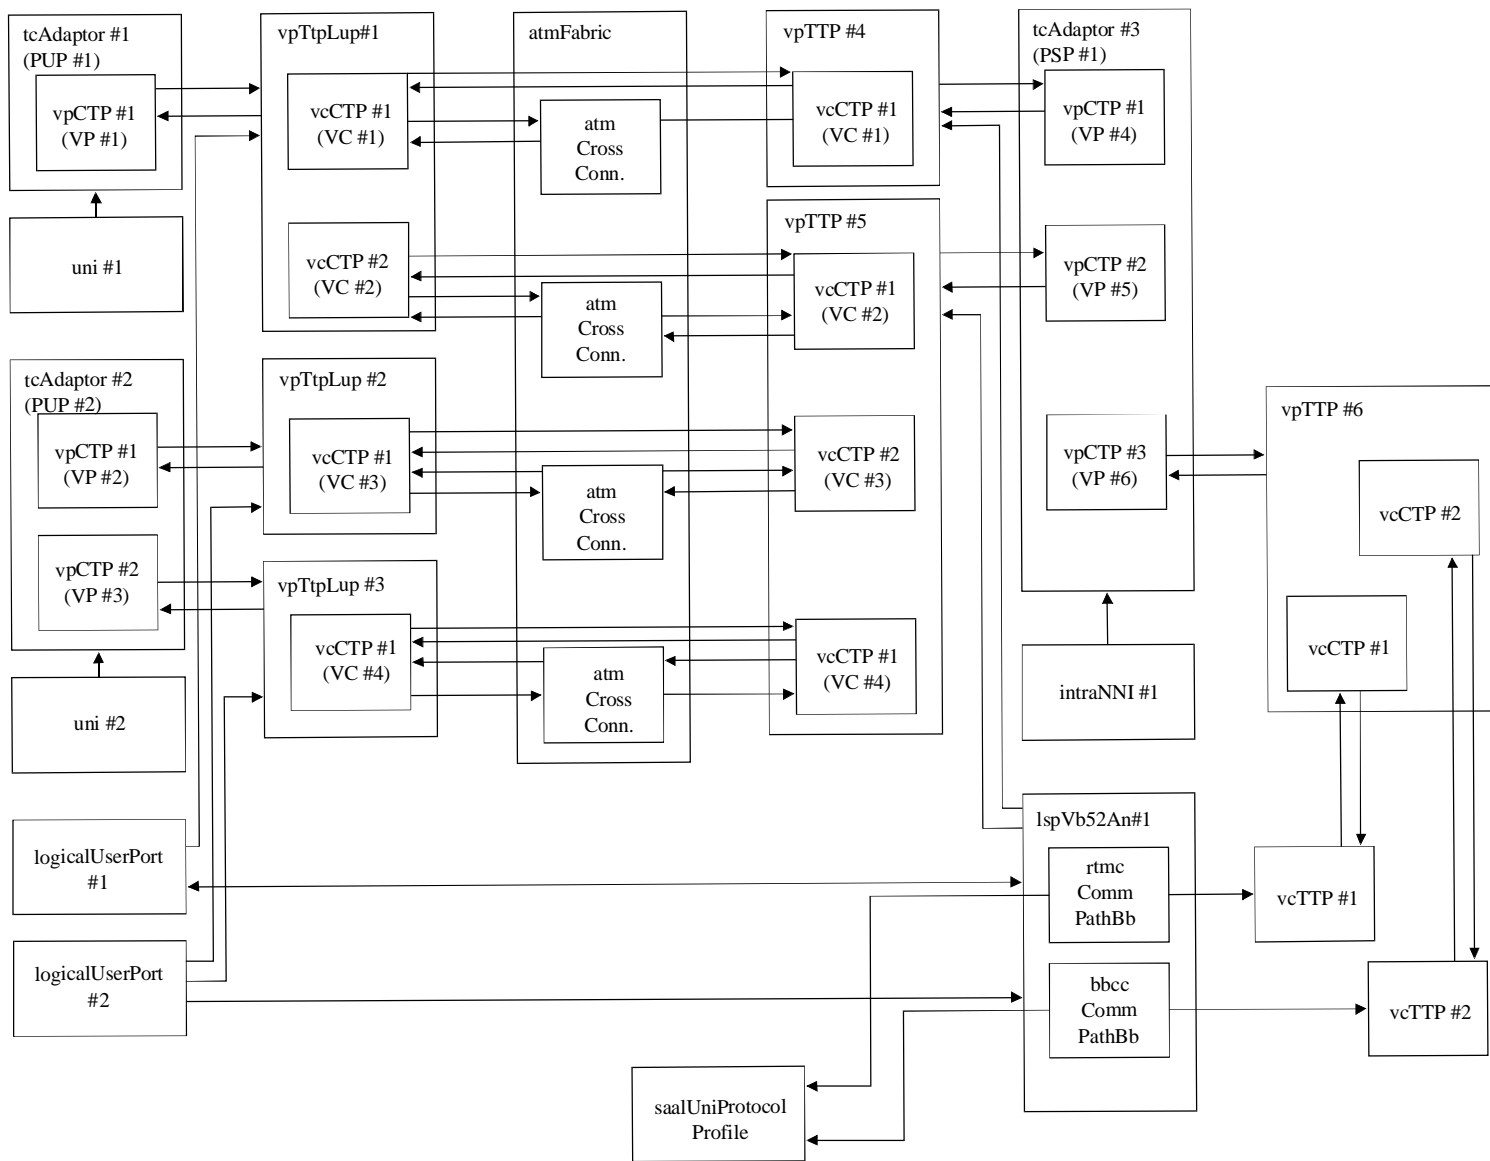 tcAdaptor #1
(PUP #1)
vpCTP #1
(VP #1)
uni #1
tcAdaptor #2
(PUP #2)
vpCTP #1
(VP #2)
vpCTP #2
(VP #3)
uni #2
logicalUserPort
#1
logicalUserPort
#2
vpTtpLup#1
vcCTP #1
(VC #1)
vcCTP #2
(VC #2)
vpTtpLup #2
vcCTP #1
(VC #3)
vpTtpLup #3
vcCTP #1
(VC #4)
atmFabric
atm
Cross
Conn.
atm
Cross
Conn.
atm
Cross
Conn.
atm
Cross
Conn.
vpTTP #4
vcCTP #1
(VC #1)
vpTTP #5
vcCTP #1
(VC #2)
vcCTP #2
(VC #3)
vcCTP #1
(VC #4)
tcAdaptor #3
(PSP #1)
vpCTP #1
(VP #4)
vpCTP #2
(VP #5)
vpCTP #3
(VP #6)
intraNNI #1
lspVb52An#1
rtmc
Comm
PathBb
bbcc
Comm
PathBb
saalUniProtocol
Profile
vpTTP #6
vcCTP #2
vcCTP #1
vcTTP #1
vcTTP #2